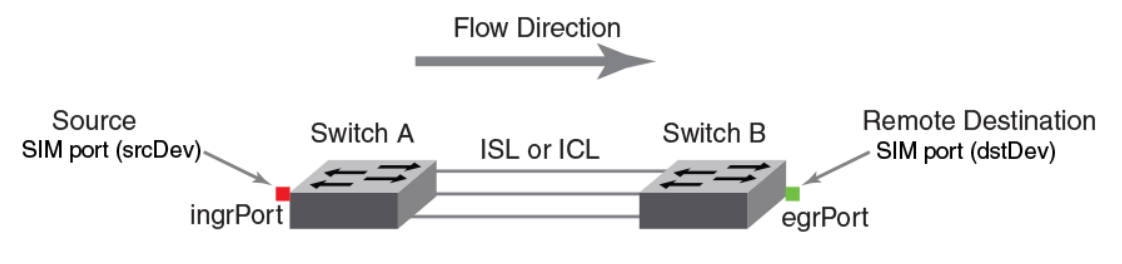 Flow Direction
Source
SIM port (srcDev)
Switch A
ISL or ICL
Switch B
Remote Destination
SIM port (dstDev)
ingrPort
egrPort